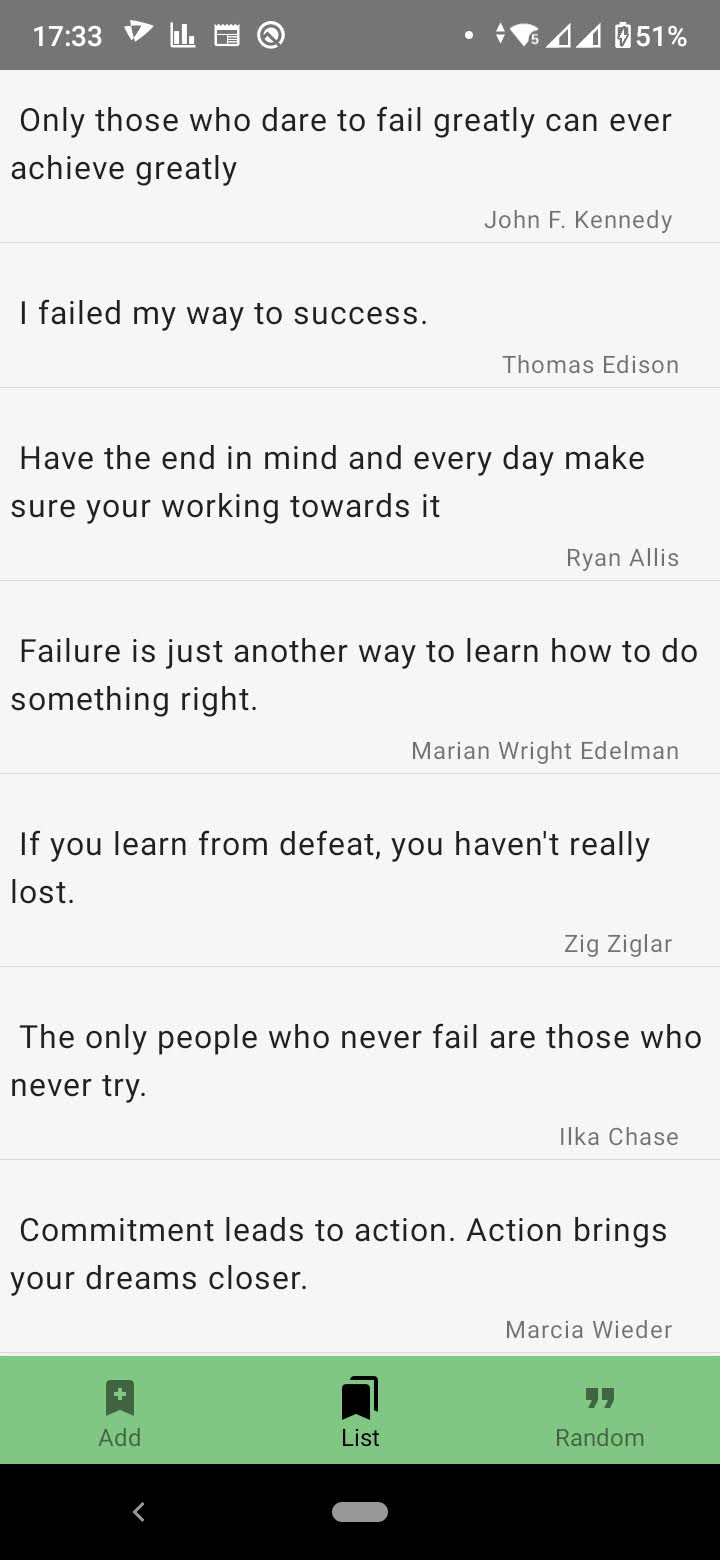 17:33 5 51%
Only those who dare to fail greatly can ever
achieve greatly
John F. Kennedy
I failed my way to success.
Thomas Edison
Have the end in mind and every day make
sure your working towards it
Ryan Allis
Failure is just another way to learn how to do
something right.
Marian Wright Edelman
If you learn from defeat, you haven't really
lost.
Zig Ziglar
The only people who never fail are those who
never try.
Ilka Chase
Commitment leads to action. Action brings
your dreams closer.
Marcia Wieder
Add List Random